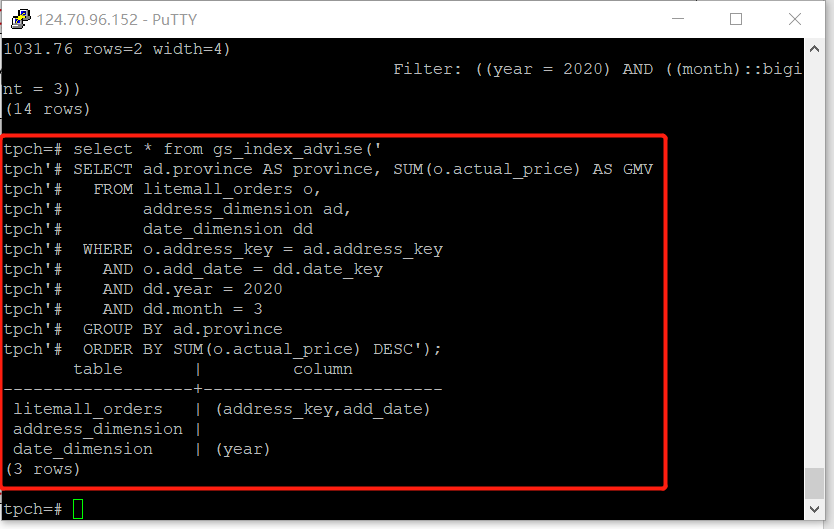 124.70.96.152 - PuTTY
1031.76 rows=2 width=4)
                                       Filter: ((year = 2020) AND ((month)::bigi
nt = 3))
(14 rows)
tpch=# select * from gs_index_advise('
tpch'# SELECT ad.province AS province, SUM(o.actual_price) AS GMV
tpch'#   FROM litemall_orders o,
tpch'#        address_dimension ad,
tpch'#        date_dimension dd
tpch'#  WHERE o.address_key = ad.address_key
tpch'#    AND o.add_date = dd.date_key
tpch'#    AND dd.year = 2020
tpch'#    AND dd.month = 3
tpch'#  GROUP BY ad.province
tpch'#  ORDER BY SUM(o.actual_price) DESC');
       table       |         column
-------------------+------------------------
 litemall_orders   | (address_key,add_date)
 address_dimension |
 date_dimension    | (year)
(3 rows)
tpch=#